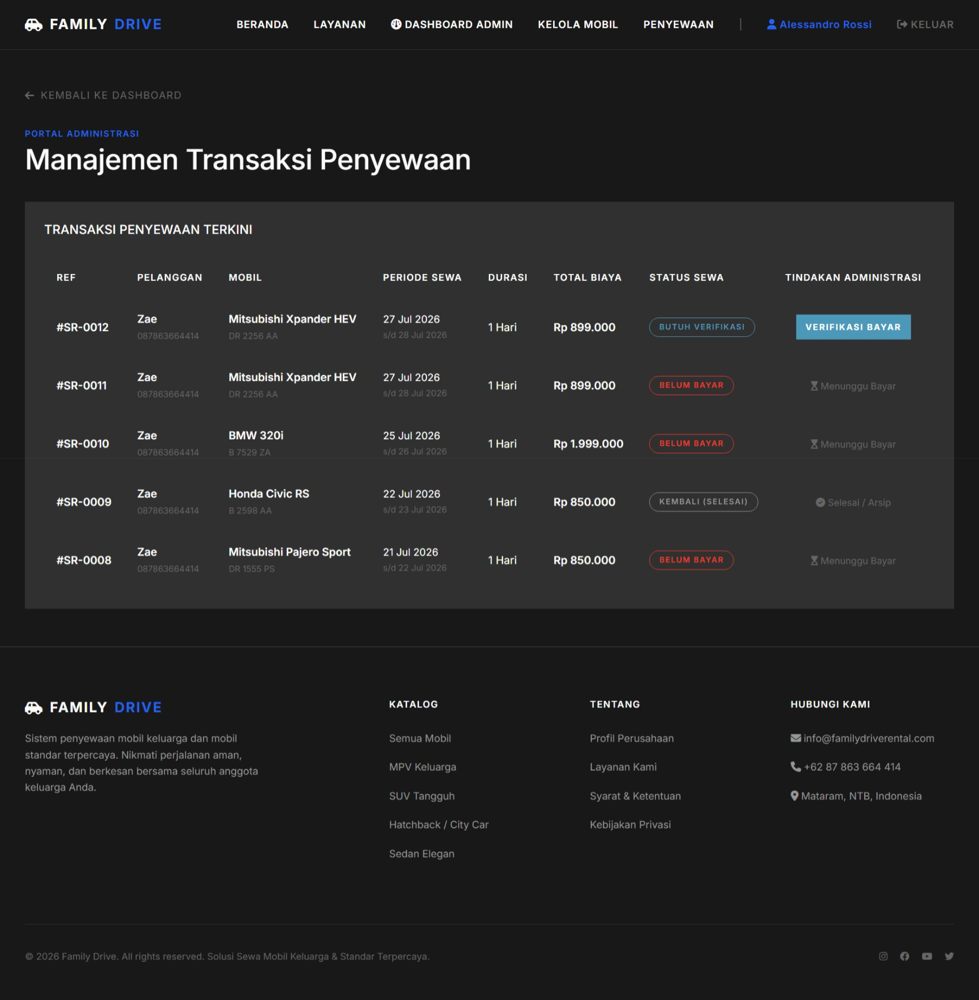 FAMILY DRIVE
BERANDA LAYANAN DASHBOARD ADMIN KELOLA MOBIL PENYEWAAN | Alessandro Rossi KELUAR
KEMBALI KE DASHBOARD
PORTAL ADMINISTRASI
Manajemen Transaksi Penyewaan
TRANSAKSI PENYEWAAN TERKINI
REF PELANGGAN MOBIL PERIODE SEWA DURASI TOTAL BIAYA STATUS SEWA TINDAKAN ADMINISTRASI
#SR-0012 Zae Mitsubishi Xpander HEV 27 Jul 2026 1 Hari Rp 899.000 BUTUH VERIFIKASI VERIFIKASI BAYAR
087863664414 DR 2256 AA s/d 28 Jul 2026
#SR-0011 Zae Mitsubishi Xpander HEV 27 Jul 2026 1 Hari Rp 899.000 BELUM BAYAR Menunggu Bayar
087863664414 DR 2256 AA s/d 28 Jul 2026
#SR-0010 Zae BMW 320i 25 Jul 2026 1 Hari Rp 1.999.000 BELUM BAYAR Menunggu Bayar
087863664414 B 7529 ZA s/d 26 Jul 2026
#SR-0009 Zae Honda Civic RS 22 Jul 2026 1 Hari Rp 850.000 KEMBALI (SELESAI) Selesai / Arsip
087863664414 B 2598 AA s/d 23 Jul 2026
#SR-0008 Zae Mitsubishi Pajero Sport 21 Jul 2026 1 Hari Rp 850.000 BELUM BAYAR Menunggu Bayar
087863664414 DR 1555 PS s/d 22 Jul 2026
FAMILY DRIVE
Sistem penyewaan mobil keluarga dan mobil
standar terpercaya. Nikmati perjalanan aman,
nyaman, dan berkesan bersama seluruh anggota
keluarga Anda.
KATALOG
Semua Mobil
MPV Keluarga
SUV Tangguh
Hatchback / City Car
Sedan Elegan
TENTANG
Profil Perusahaan
Layanan Kami
Syarat & Ketentuan
Kebijakan Privasi
HUBUNGI KAMI
info@familydriverental.com
+62 87 863 664 414
Mataram, NTB, Indonesia
© 2026 Family Drive. All rights reserved. Solusi Sewa Mobil Keluarga & Standar Terpercaya.